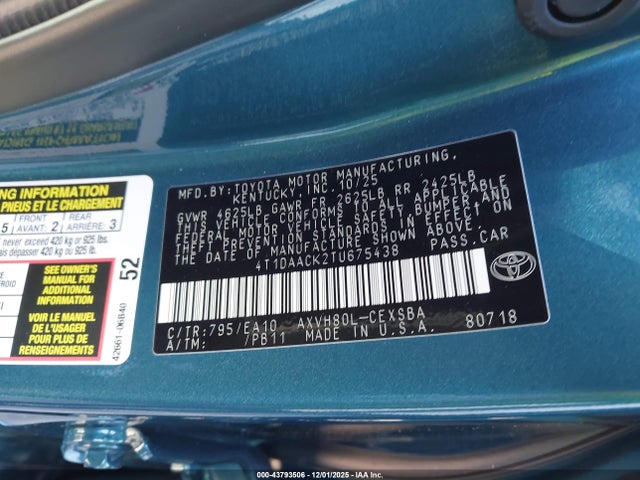 MFD.BY:TOYOTA MOTOR MANUFACTURING,
KENTUCKY INC. 10/25
GVWR 4625LB GAWR FR 2625LB RR 2425LB
THIS VEHICLE CONFORMS TO ALL APPLICABLE
FEDERAL MOTOR VEHICLE SAFETY, BUMPER, AND
THEFT PREVENTION STANDARDS IN EFFECT ON
THE DATE OF MANUFACTURE SHOWN ABOVE.
4T1DAACK2TU675438 PASS.CAR
C/TR:795/EA10 AXVH80L-CEXSBA
A/TM: /PB11 MADE IN U.S.A. 80718
TOYOTA
ING INFORMATION
PNEUS ET LE CHARGEMENT
5 FRONT AVANT: 2 REAR ARRIÈRE: 3
never exceed 420 kg or 925 lbs.
jais dépasser 420 kg ou 925 lb.
SEE OWNER'S
MANUAL FOR
ADDITIONAL
INFORMATION
VOIR LE MANUEL
DE L'USAGER
POUR PLUS DE
RENSEIGNEMENTS
52
42661-06B40
000-43793506 - 12/01/2025 - IAA, Inc.